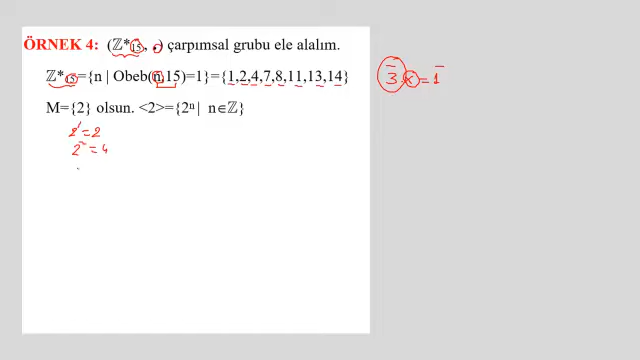 ÖRNEK 4: (ℤ*₁₅, .) çarpımsal grubu ele alalım.
ℤ*₁₅={n | Obeb(n,15)=1}={1,2,4,7,8,11,13,14}
3̄.x̄=1̄
M={2} olsun. <2>={2ⁿ | n∈ℤ}
2¹=2
2²=4